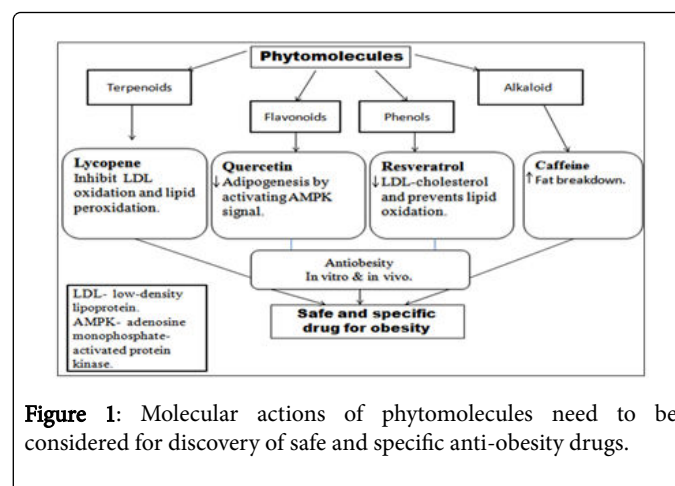 Phytomolecules
Terpenoids
Alkaloid
Flavonoids
Phenols
Lycopene
Inhibit LDL
oxidation and lipid
peroxidation.
Quercetin
↓ Adipogenesis by
activating AMPK
signal.
Resveratrol
↓ LDL-cholesterol
and prevents lipid
oxidation.
Caffeine
↑ Fat breakdown.
Antiobesity
In vitro & in vivo.
LDL- low-density
lipoprotein.
AMPK- adenosine
monophosphate-
activated protein
kinase.
Safe and specific
drug for obesity
Figure 1: Molecular actions of phytomolecules need to be
considered for discovery of safe and specific anti-obesity drugs.